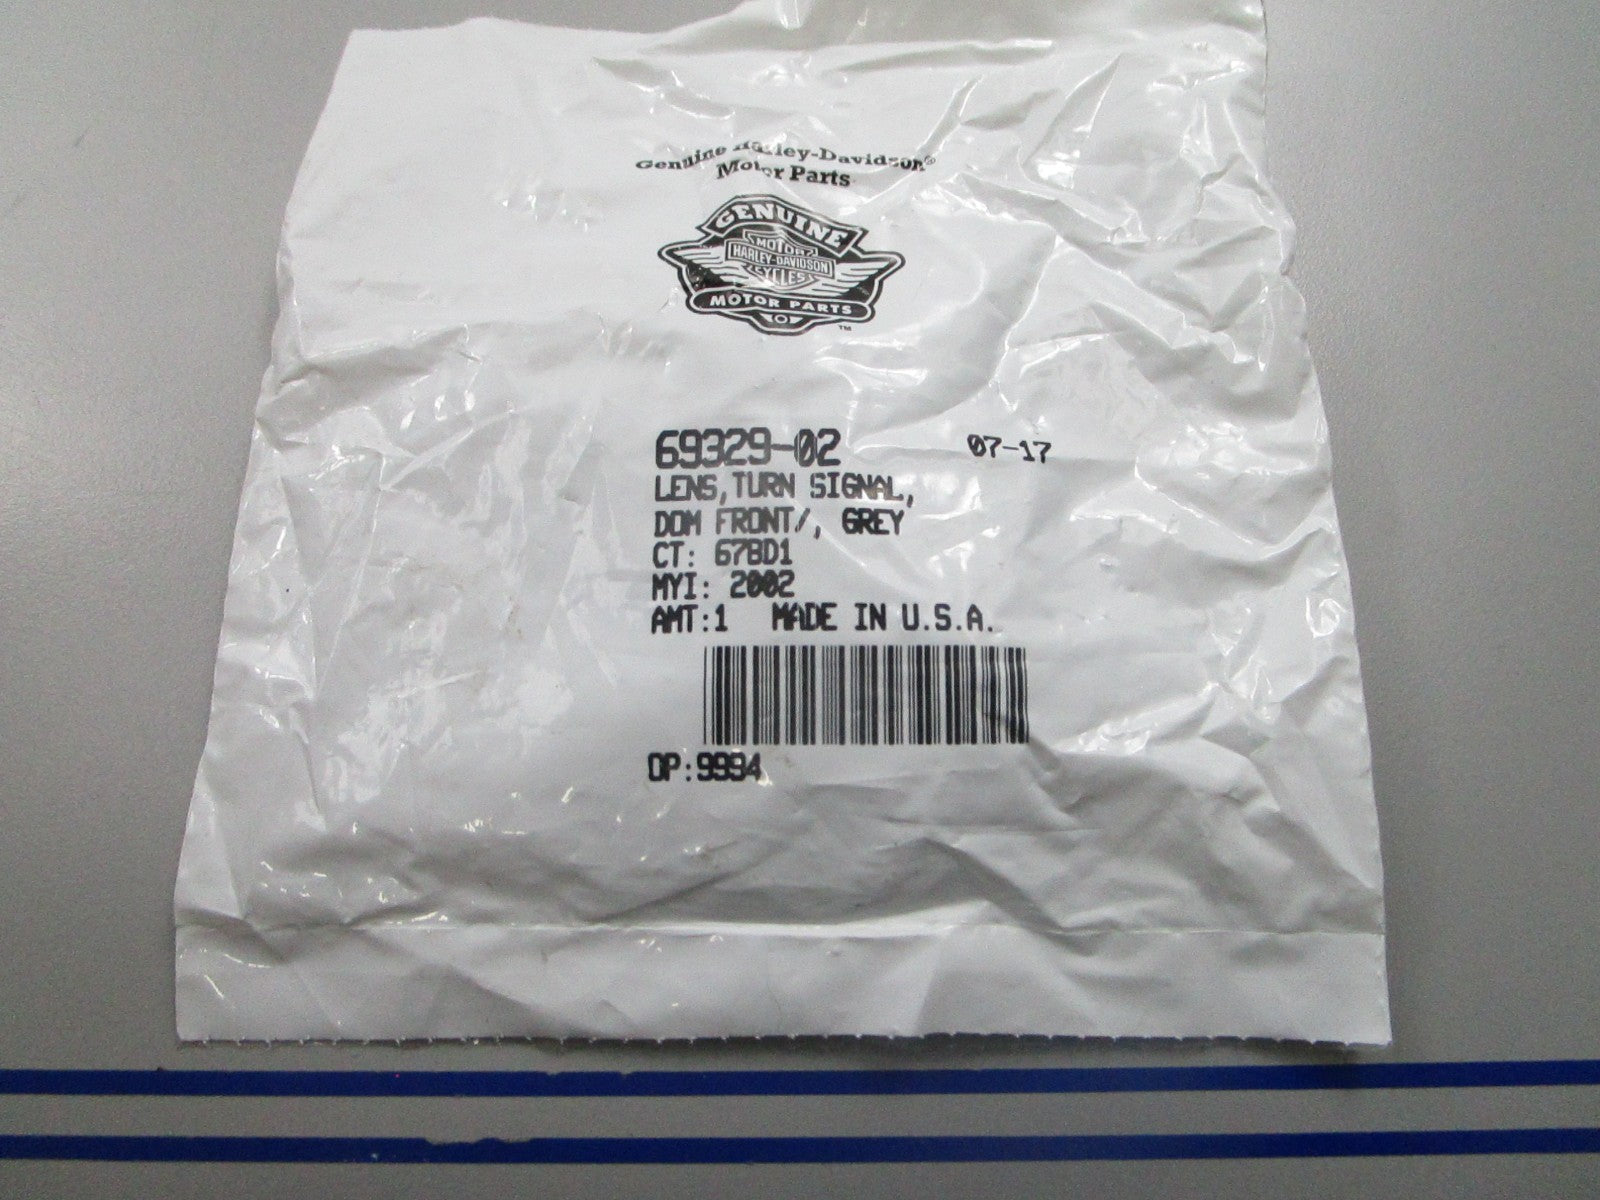 Genuine Harley-Davidson®
Motor Parts
GENUINE
MOTOR
HARLEY-DAVIDSON
CYCLES
MOTOR PARTS
™
69329-02 07-17
LENS,TURN SIGNAL,
DOM FRONT/, GREY
CT: 67BD1
MYI: 2002
AMT:1 MADE IN U.S.A.
OP:9994